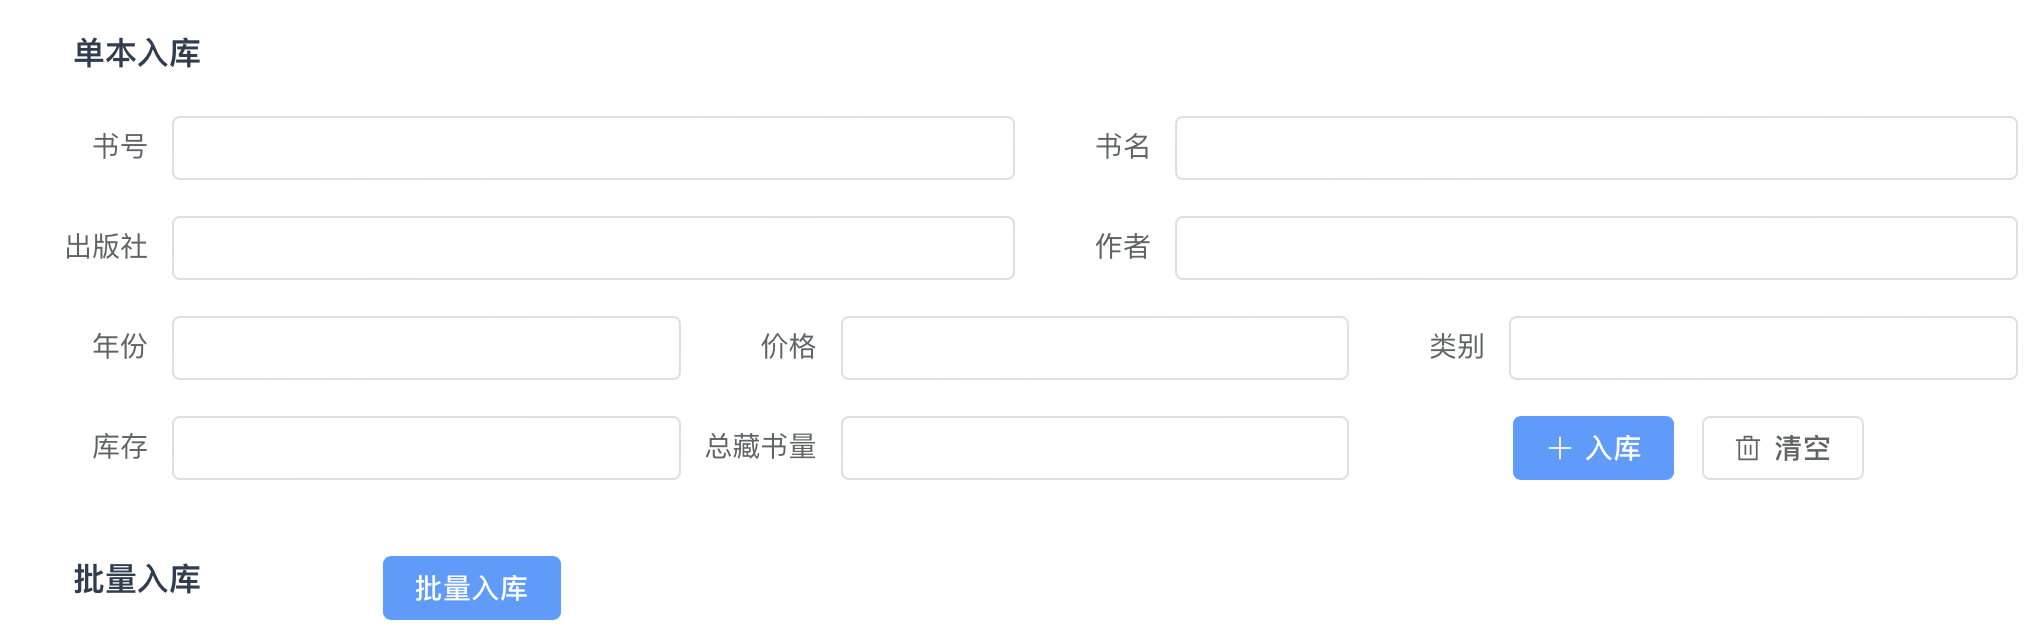 单本入库
书号 书名
出版社 作者
年份 价格 类别
库存 总藏书量 入库 清空
批量入库 批量入库